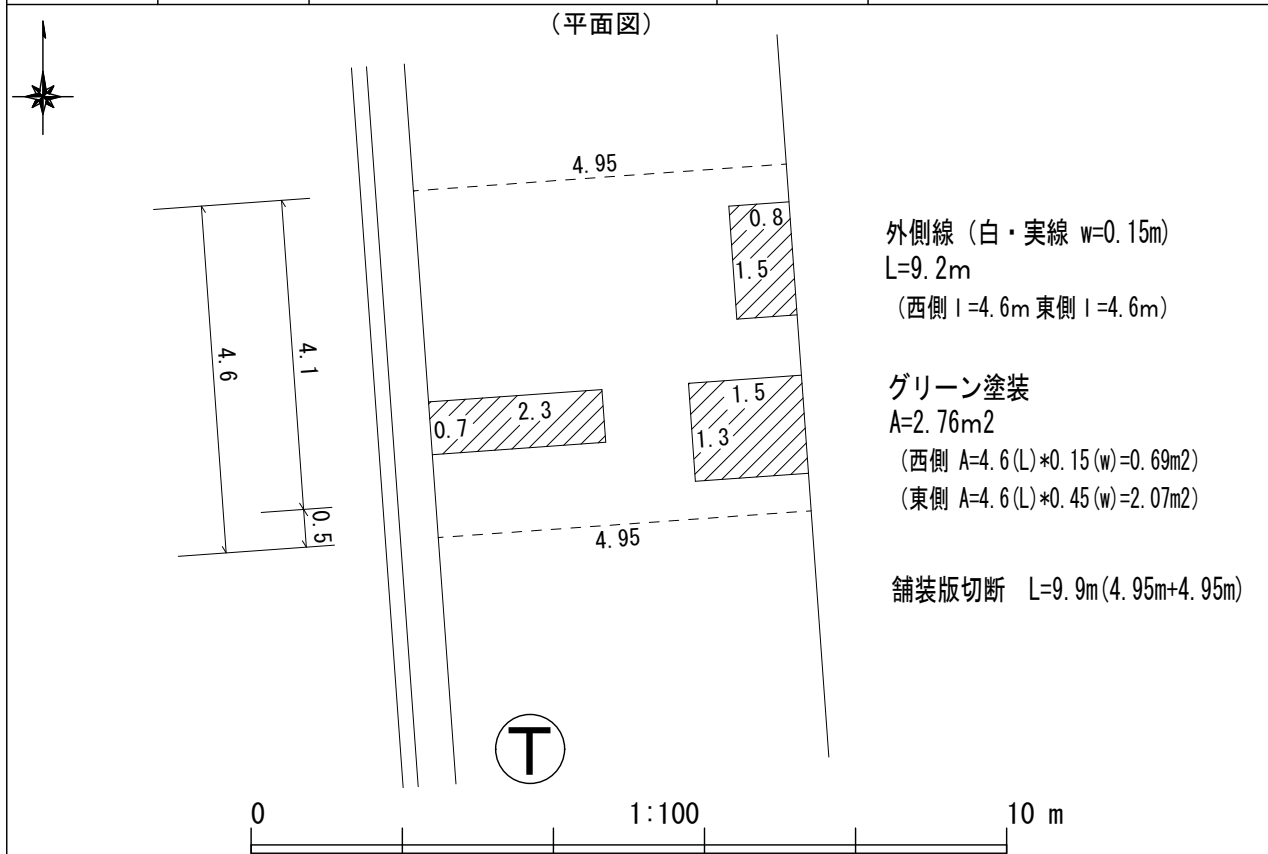 (平面図)
4.95
0.8
1.5
4.6
4.1
2.3
0.7
1.5
1.3
0.5
4.95
外側線（白・実線 w=0.15m)
L=9.2m
（西側 l=4.6m 東側 l=4.6m）
グリーン塗装
A=2.76m2
（西側 A=4.6(L)*0.15(w)=0.69m2）
（東側 A=4.6(L)*0.45(w)=2.07m2）
舗装版切断　L=9.9m(4.95m+4.95m)
T
0 1:100 10 m